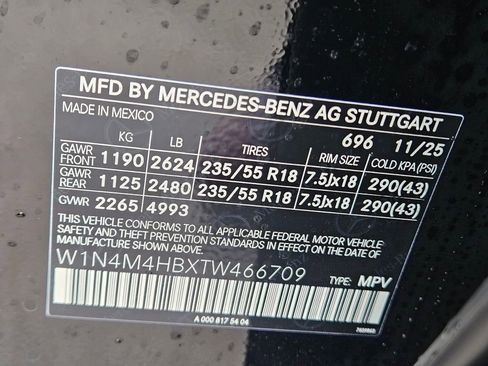 MFD BY MERCEDES-BENZ AG STUTTGART
MADE IN MEXICO 696 11/25
KG LB TIRES RIM SIZE COLD KPA (PSI)
GAWR FRONT 1190 2624 235/55 R18 7.5Jx18 290(43)
GAWR REAR 1125 2480 235/55 R18 7.5Jx18 290(43)
GVWR 2265 4993
THIS VEHICLE CONFORMS TO ALL APPLICABLE FEDERAL MOTOR VEHICLE
SAFETY AND THEFT PREVENTION STANDARDS IN EFFECT ON THE DATE
OF MANUFACTURE SHOWN ABOVE.
W1N4M4HBXTW466709 TYPE: MPV
A 000 817 54 04